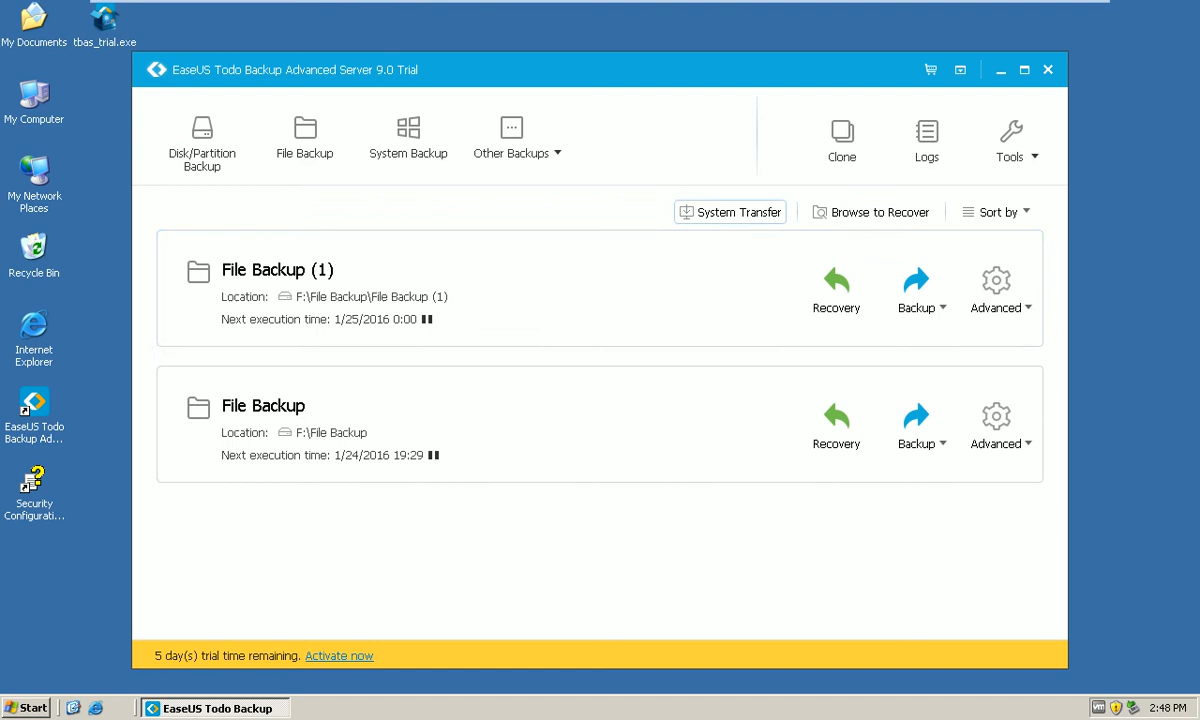 My Documents
tbas_trial.exe
My Computer
My Network
Places
Recycle Bin
Internet
Explorer
EaseUS Todo
Backup Ad...
Security
Configurati...
EaseUS Todo Backup Advanced Server 9.0 Trial
Disk/Partition
Backup
File Backup
System Backup
Other Backups
Clone
Logs
Tools
System Transfer
Browse to Recover
Sort by
File Backup (1)
Location: F:\File Backup\File Backup (1)
Next execution time: 1/25/2016 0:00
Recovery
Backup
Advanced
File Backup
Location: F:\File Backup
Next execution time: 1/24/2016 19:29
Recovery
Backup
Advanced
5 day(s) trial time remaining. Activate now
Start
EaseUS Todo Backup
vm
2:48 PM